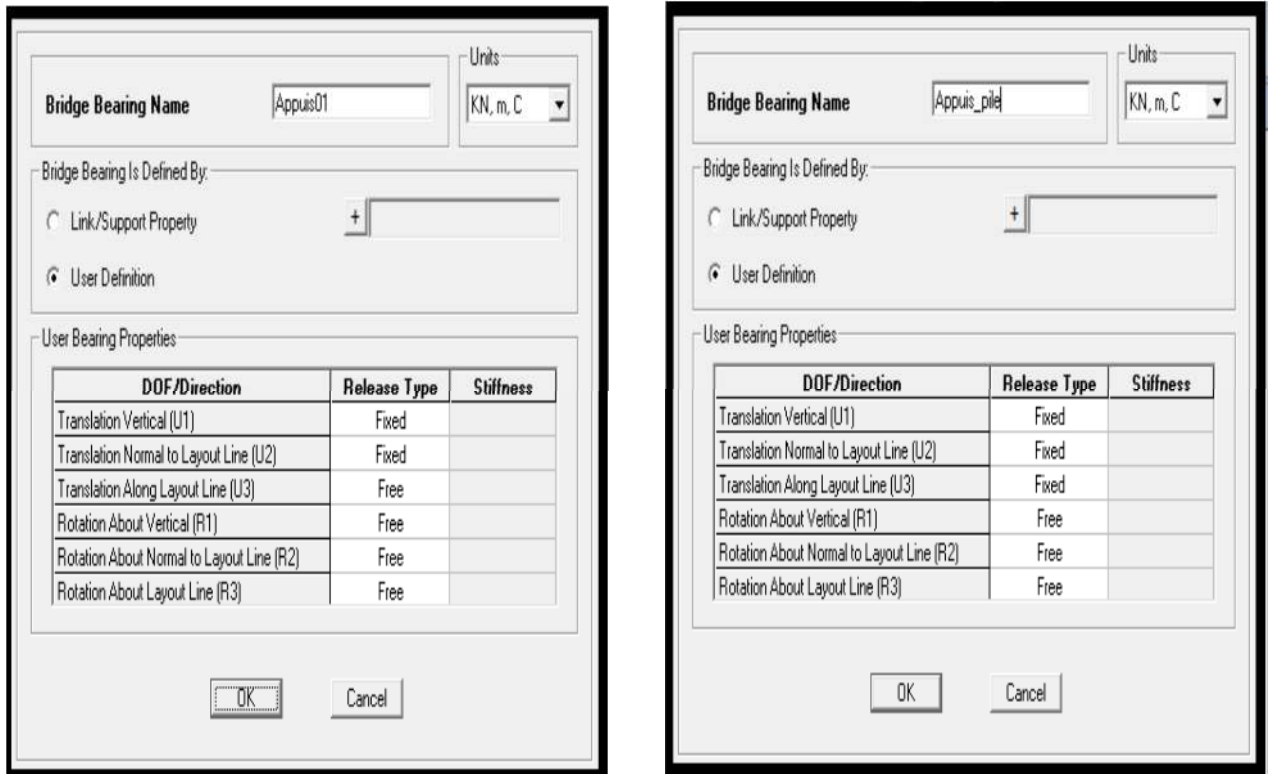 Units
Bridge Bearing Name Appuis01 KN, m, C
Bridge Bearing Is Defined By:
Link/Support Property +
User Definition
User Bearing Properties
DOF/Direction Release Type Stiffness
Translation Vertical (U1) Fixed
Translation Normal to Layout Line (U2) Fixed
Translation Along Layout Line (U3) Free
Rotation About Vertical (R1) Free
Rotation About Normal to Layout Line (R2) Free
Rotation About Layout Line (R3) Free
OK Cancel
Units
Bridge Bearing Name Appuis_pile KN, m, C
Bridge Bearing Is Defined By:
Link/Support Property +
User Definition
User Bearing Properties
DOF/Direction Release Type Stiffness
Translation Vertical (U1) Fixed
Translation Normal to Layout Line (U2) Fixed
Translation Along Layout Line (U3) Fixed
Rotation About Vertical (R1) Free
Rotation About Normal to Layout Line (R2) Free
Rotation About Layout Line (R3) Free
OK Cancel